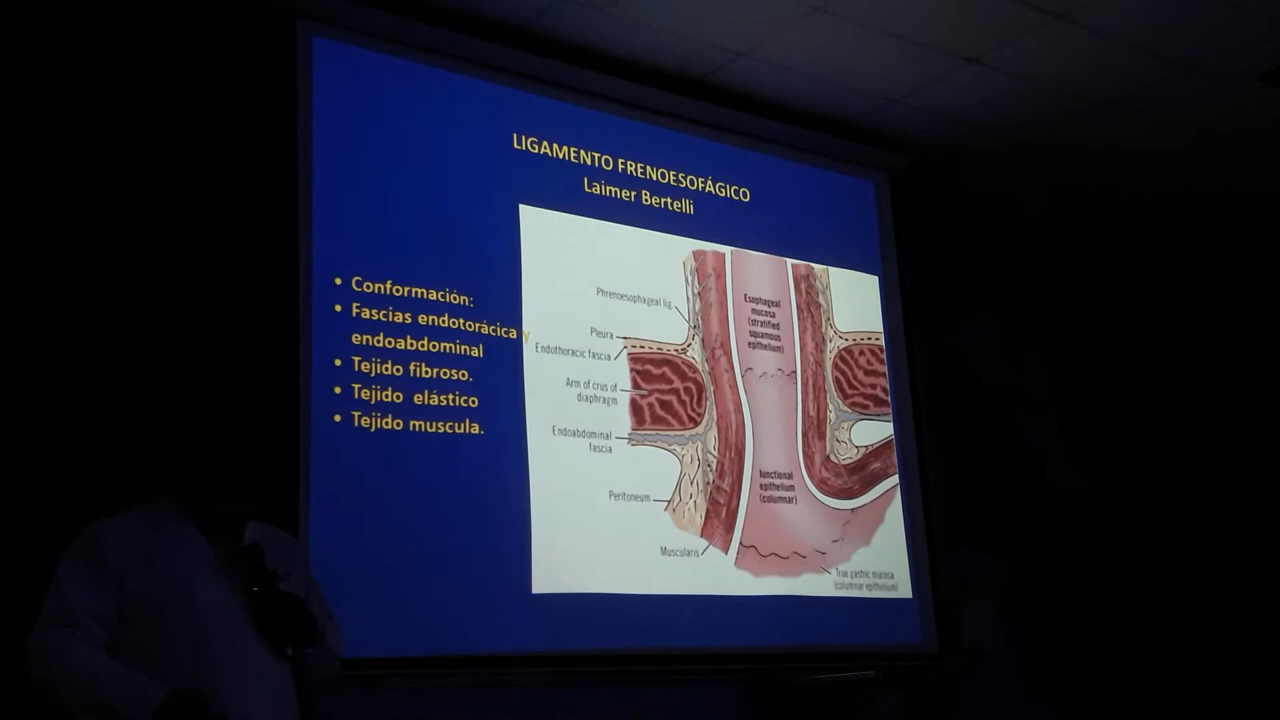 LIGAMENTO FRENOESOFÁGICO
Laimer Bertelli
• Conformación:
• Fascias endotorácica y
endoabdominal
• Tejido fibroso.
• Tejido elástico
• Tejido muscula.
Phrenoesophageal lig.
Pleura
Endothoracic fascia
Arm of crus of
diaphragm
Endoabdominal
fascia
Peritoneum
Muscularis
Esophageal
mucosa
(stratified
squamous
epithelium)
Junctional
epithelium
(columnar)
True gastric mucosa
(columnar epithelium)